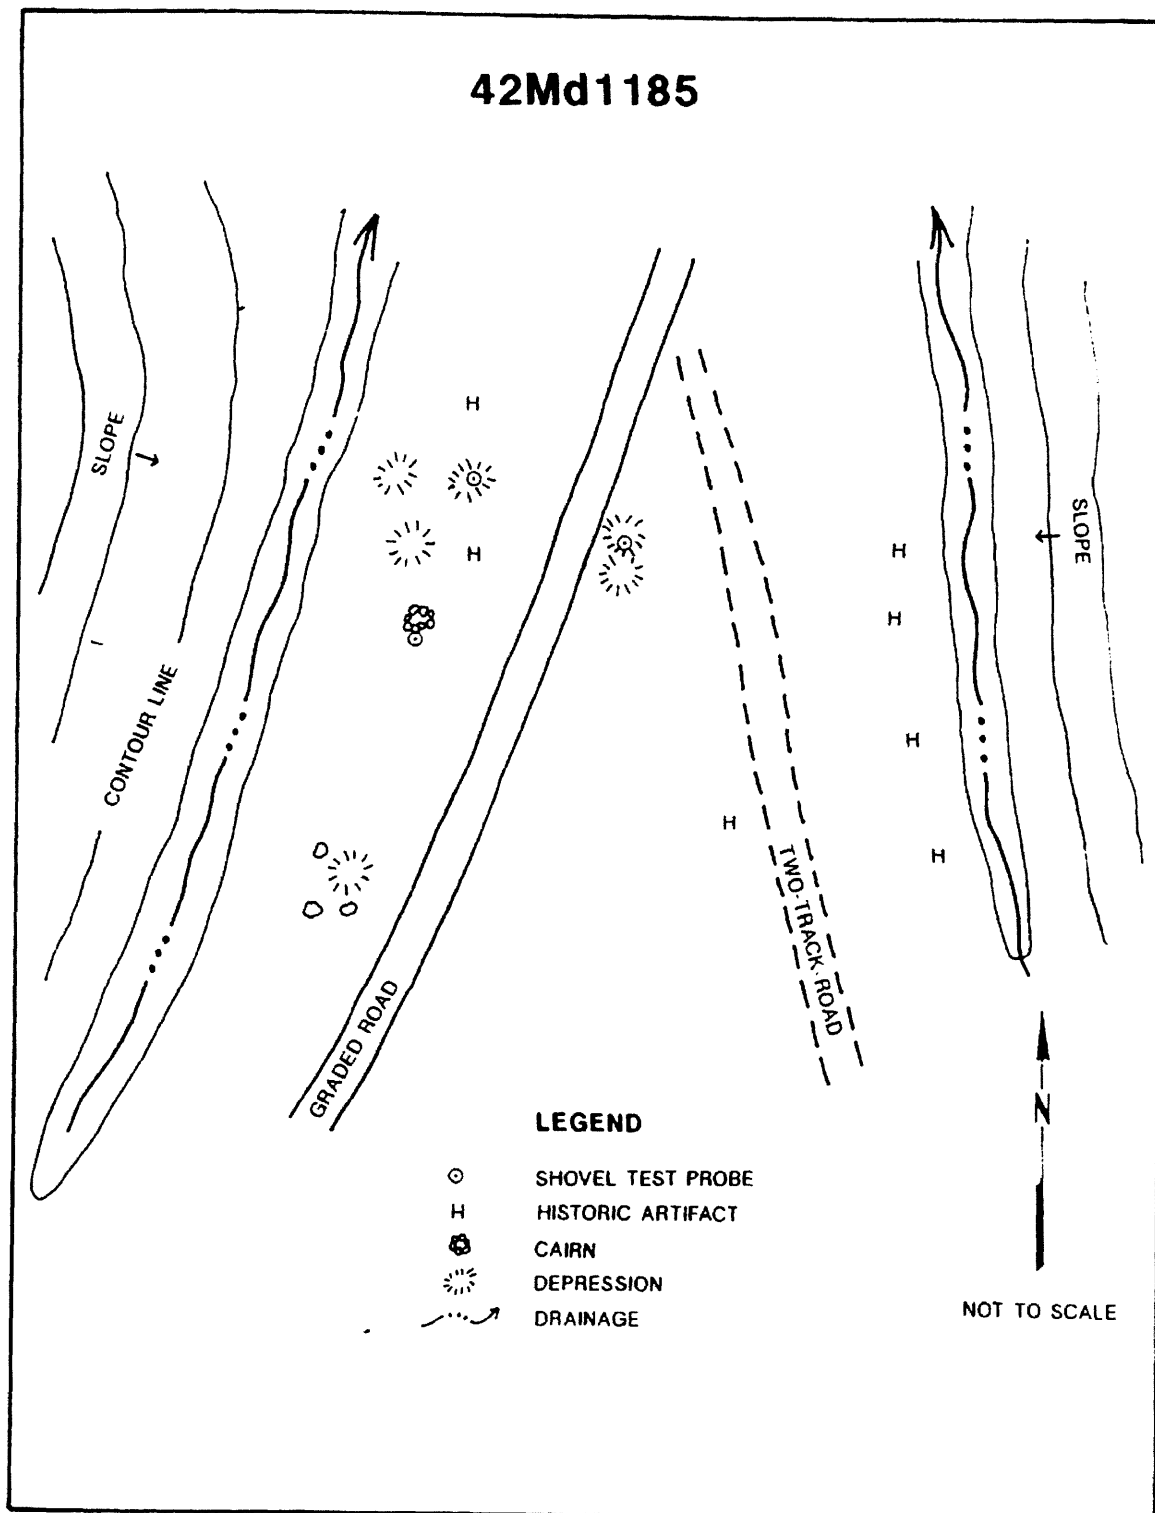 42Md1185
H
SLOPE
H
H
SLOPE
H
CONTOUR LINE
H
H
H
TWO-TRACK-ROAD
GRADED ROAD
N
LEGEND
SHOVEL TEST PROBE
H HISTORIC ARTIFACT
CAIRN
DEPRESSION
DRAINAGE
NOT TO SCALE